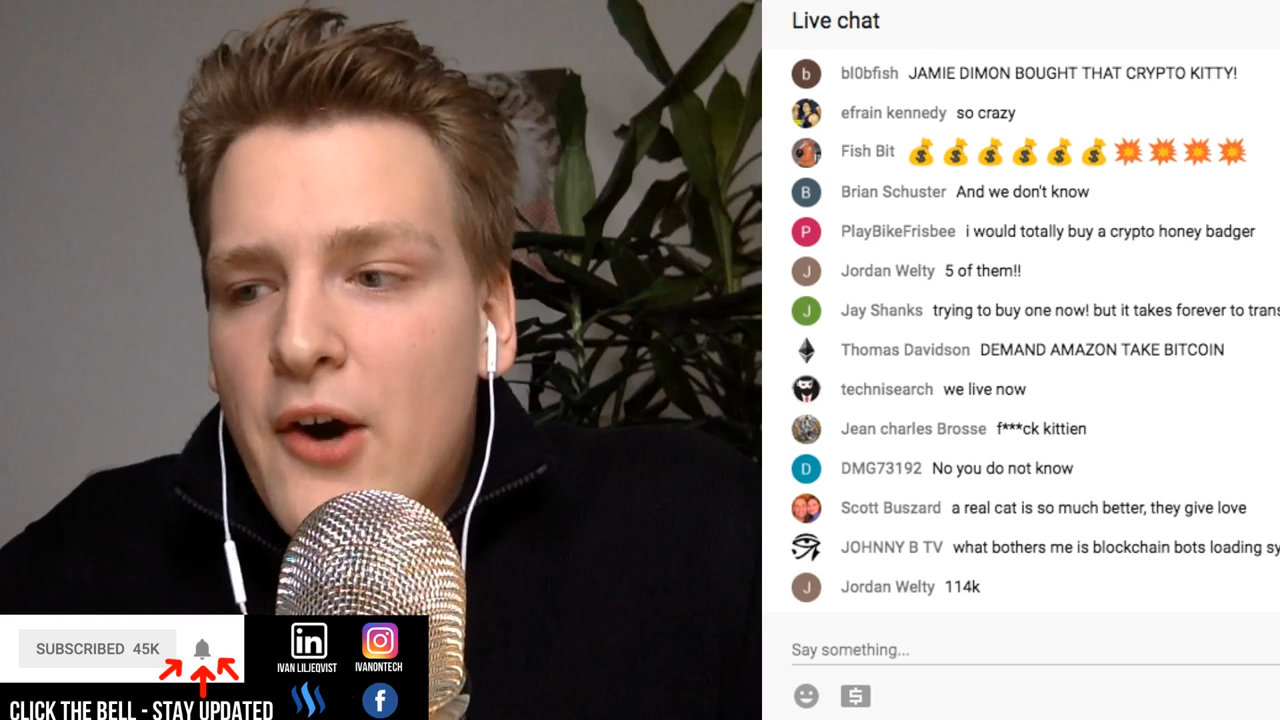 Live chat
b bl0bfish JAMIE DIMON BOUGHT THAT CRYPTO KITTY!
efrain kennedy so crazy
Fish Bit 💰💰💰💰💰💰💥💥💥💥
B Brian Schuster And we don't know
P PlayBikeFrisbee i would totally buy a crypto honey badger
J Jordan Welty 5 of them!!
J Jay Shanks trying to buy one now! but it takes forever to trans
Thomas Davidson DEMAND AMAZON TAKE BITCOIN
technisearch we live now
Jean charles Brosse f***ck kittien
D DMG73192 No you do not know
Scott Buszard a real cat is so much better, they give love
JOHNNY B TV what bothers me is blockchain bots loading sy
J Jordan Welty 114k
Say something...
SUBSCRIBED 45K
CLICK THE BELL - STAY UPDATED
in
IVAN LILJEQVIST
IVANONTECH
f